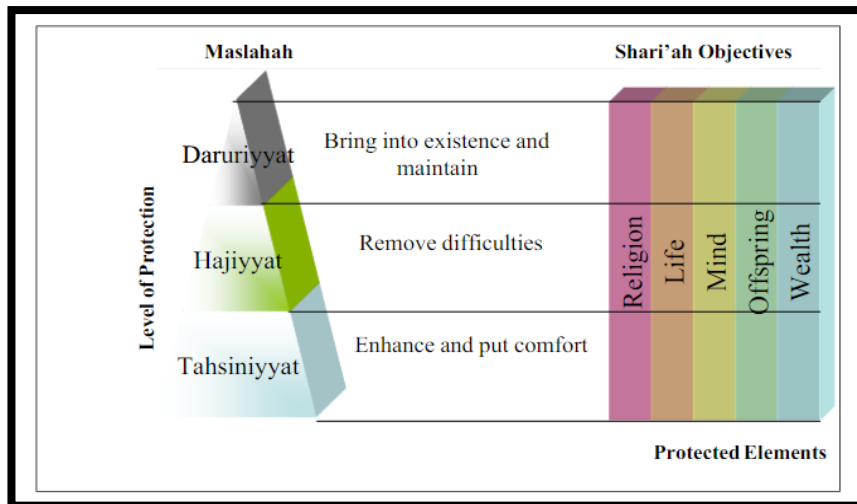 Maslahah
Shari'ah Objectives
Level of Protection
Daruriyyat
Bring into existence and
maintain
Hajiyyat
Remove difficulties
Tahsiniyyat
Enhance and put comfort
Religion
Life
Mind
Offspring
Wealth
Protected Elements